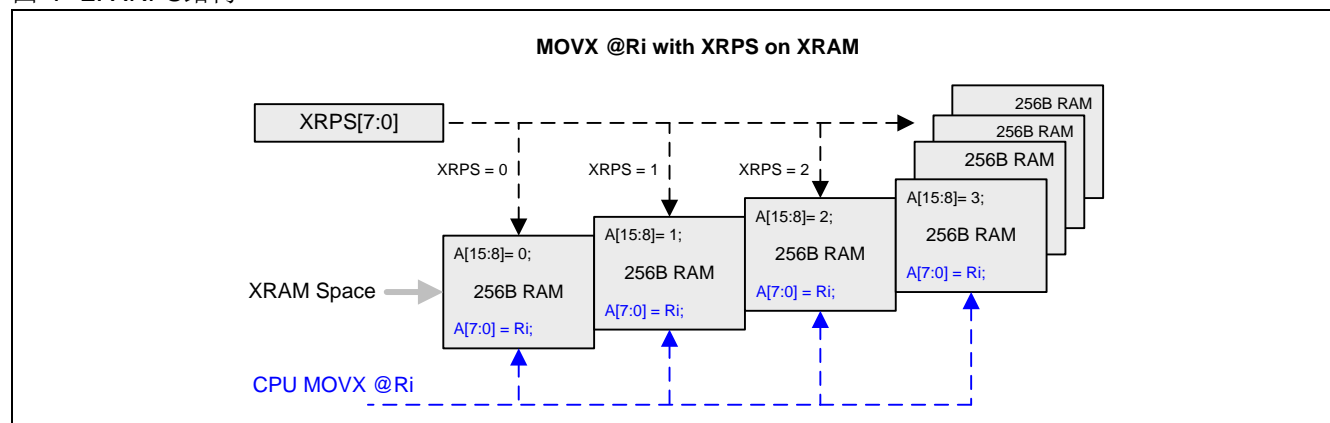 MOVX @Ri with XRPS on XRAM
XRPS[7:0]
256B RAM
256B RAM
256B RAM
XRPS = 0
XRPS = 1
XRPS = 2
A[15:8]= 3;
256B RAM
A[7:0] = Ri;
A[15:8]= 2;
256B RAM
A[7:0] = Ri;
A[15:8]= 1;
256B RAM
A[7:0] = Ri;
A[15:8]= 0;
256B RAM
A[7:0] = Ri;
XRAM Space
CPU MOVX @Ri